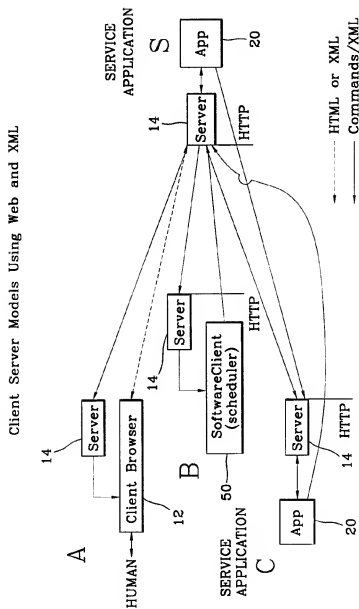 Client Server Models Using Web and XML
A
HUMAN
14
Server
Client Browser
12
B
14
Server
HTTP
SoftwareClient
(scheduler)
50
SERVICE
APPLICATION
C
App
20
Server
14
HTTP
SERVICE
APPLICATION
S
App
20
14
Server
HTTP
HTML or XML
Commands/XML